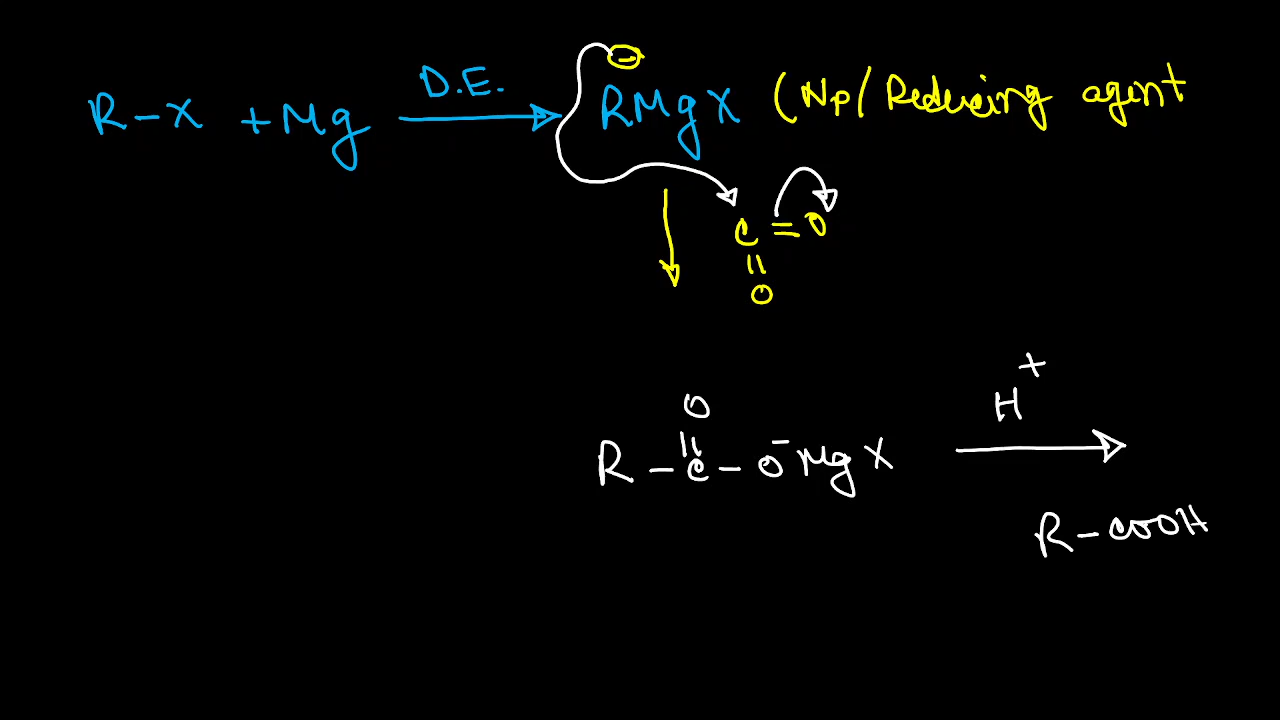 R-X + Mg D.E. RMgX (Np/Reducing agent
C=O
||
O
O
||
R-C-O⁻MgX H⁺
R-COOH